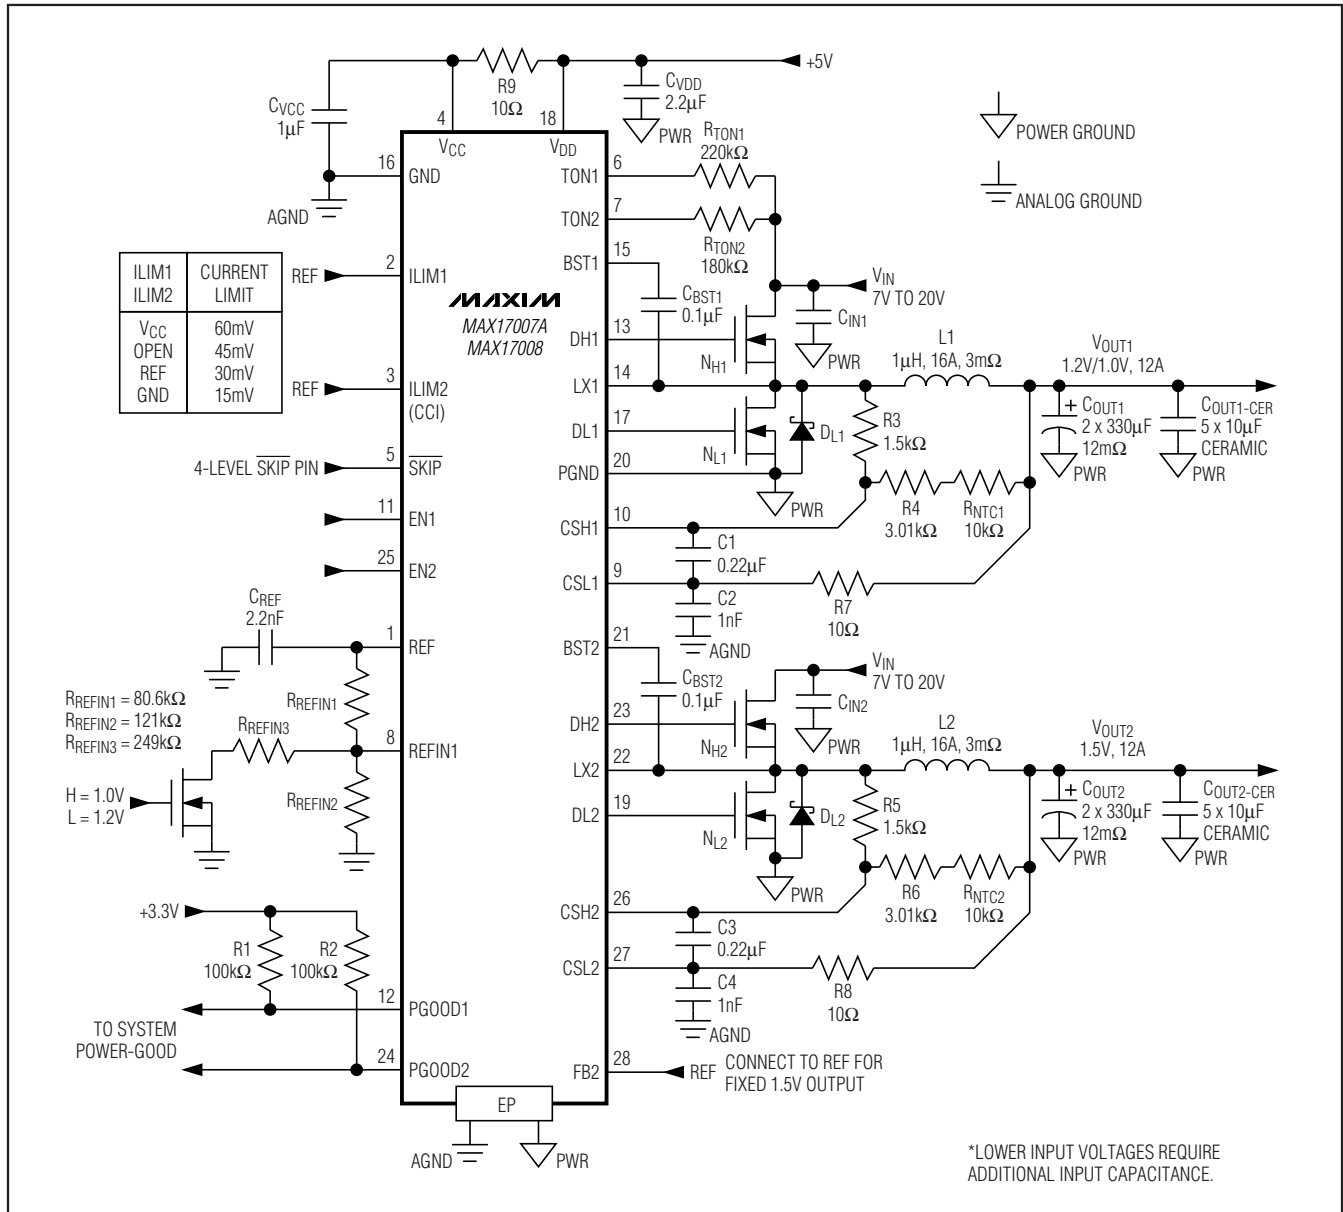 +5V
R9
10Ω
CVDD
2.2µF
PWR
CVCC
1µF
4
18
VCC
VDD
16
GND
AGND
RTON1
220kΩ
6
TON1
7
TON2
RTON2
180kΩ
POWER GROUND
ANALOG GROUND
15
BST1
ILIM1
ILIM2
CURRENT
LIMIT
VCC 60mV
OPEN 45mV
REF 30mV
GND 15mV
REF
2
ILIM1
MAXIM
MAX17007A
MAX17008
CBST1
0.1µF
VIN
7V TO 20V
CIN1
PWR
13
DH1
NH1
14
LX1
L1
1µH, 16A, 3mΩ
VOUT1
1.2V/1.0V, 12A
REF
3
ILIM2
(CCI)
17
DL1
NL1
DL1
R3
1.5kΩ
+
COUT1
2 x 330µF
12mΩ
PWR
COUT1-CER
5 x 10µF
CERAMIC
PWR
4-LEVEL SKIP PIN
5
SKIP
20
PGND
PWR
R4
3.01kΩ
RNTC1
10kΩ
11
EN1
10
CSH1
C1
0.22µF
25
EN2
9
CSL1
C2
1nF
AGND
R7
10Ω
CREF
2.2nF
1
REF
21
BST2
RREFIN1 = 80.6kΩ
RREFIN2 = 121kΩ
RREFIN3 = 249kΩ
RREFIN1
RREFIN3
8
REFIN1
RREFIN2
H = 1.0V
L = 1.2V
CBST2
0.1µF
VIN
7V TO 20V
CIN2
PWR
23
DH2
NH2
22
LX2
L2
1µH, 16A, 3mΩ
VOUT2
1.5V, 12A
19
DL2
NL2
DL2
PWR
R5
1.5kΩ
+
COUT2
2 x 330µF
12mΩ
PWR
COUT2-CER
5 x 10µF
CERAMIC
PWR
R6
3.01kΩ
RNTC2
10kΩ
+3.3V
R1
100kΩ
R2
100kΩ
26
CSH2
C3
0.22µF
27
CSL2
C4
1nF
AGND
R8
10Ω
12
PGOOD1
TO SYSTEM
POWER-GOOD
24
PGOOD2
28
FB2
REF
CONNECT TO REF FOR
FIXED 1.5V OUTPUT
EP
AGND
PWR
*LOWER INPUT VOLTAGES REQUIRE
ADDITIONAL INPUT CAPACITANCE.